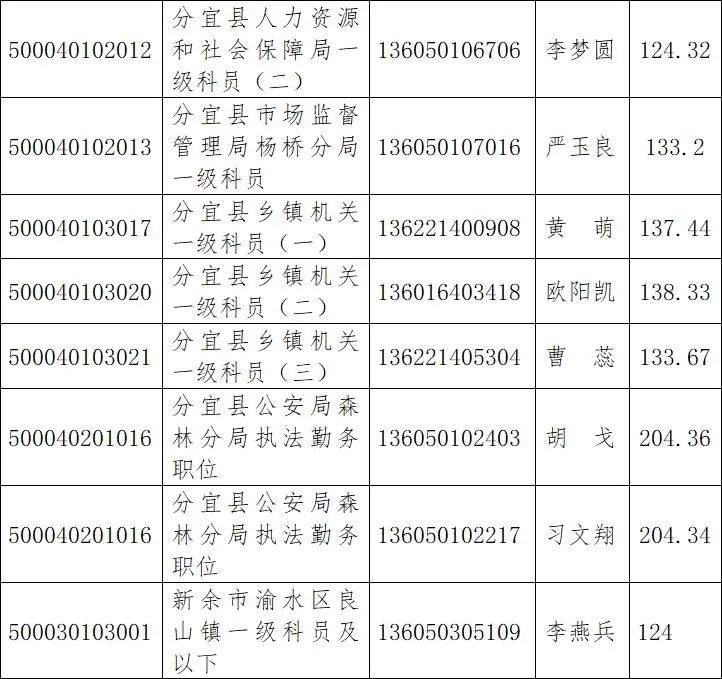 500040102012 分宜县人力资源和社会保障局一级科员（二） 136050106706 李梦圆 124.32
500040102013 分宜县市场监督管理局杨桥分局一级科员 136050107016 严玉良 133.2
500040103017 分宜县乡镇机关一级科员（一） 136221400908 黄 萌 137.44
500040103020 分宜县乡镇机关一级科员（二） 136016403418 欧阳凯 138.33
500040103021 分宜县乡镇机关一级科员（三） 136221405304 曹 蕊 133.67
500040201016 分宜县公安局森林分局执法勤务职位 136050102403 胡 戈 204.36
500040201016 分宜县公安局森林分局执法勤务职位 136050102217 习文翔 204.34
500030103001 新余市渝水区良山镇一级科员及以下 136050305109 李燕兵 124